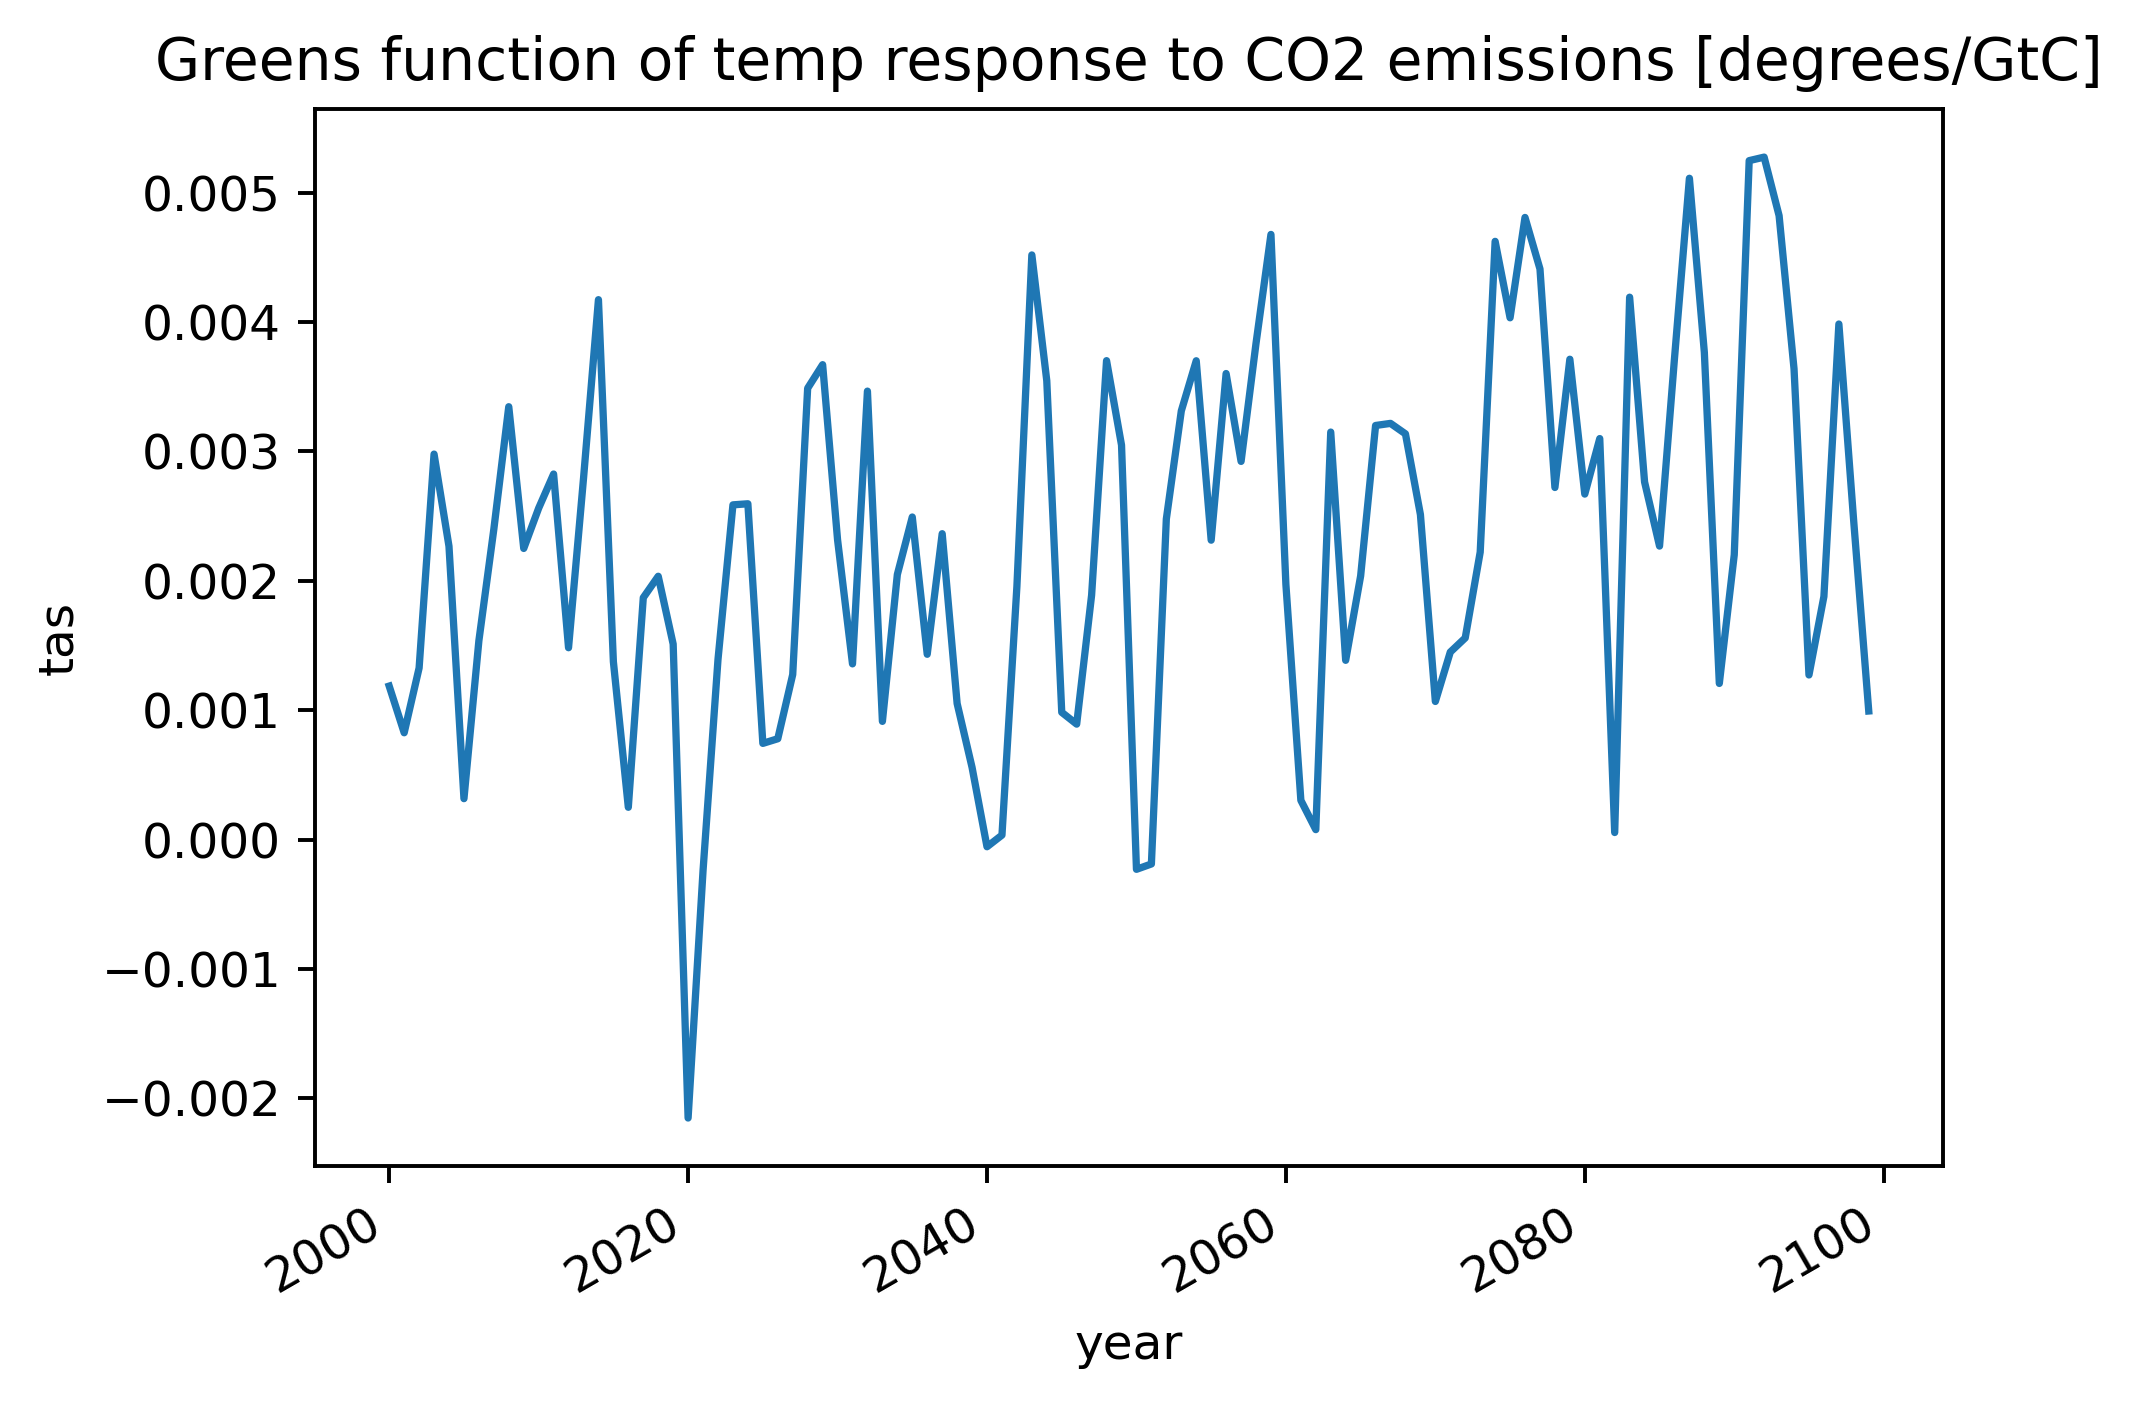 Greens function of temp response to CO2 emissions [degrees/GtC]
0.005
0.004
0.003
0.002
0.001
0.000
−0.001
−0.002
tas
2000 2020 2040 2060 2080 2100
year